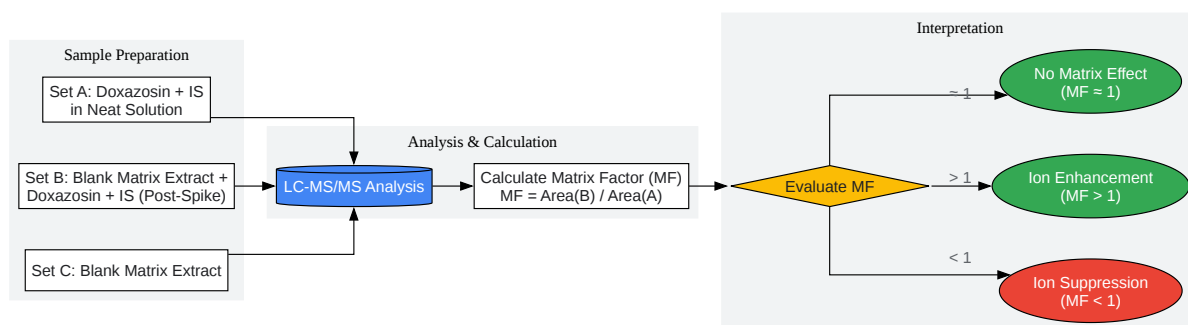 Sample Preparation
Set A: Doxazosin + IS
in Neat Solution
Set B: Blank Matrix Extract +
Doxazosin + IS (Post-Spike)
Set C: Blank Matrix Extract
Analysis & Calculation
LC-MS/MS Analysis
Calculate Matrix Factor (MF)
MF = Area(B) / Area(A)
Interpretation
Evaluate MF
≈ 1
> 1
< 1
No Matrix Effect
(MF ≈ 1)
Ion Enhancement
(MF > 1)
Ion Suppression
(MF < 1)